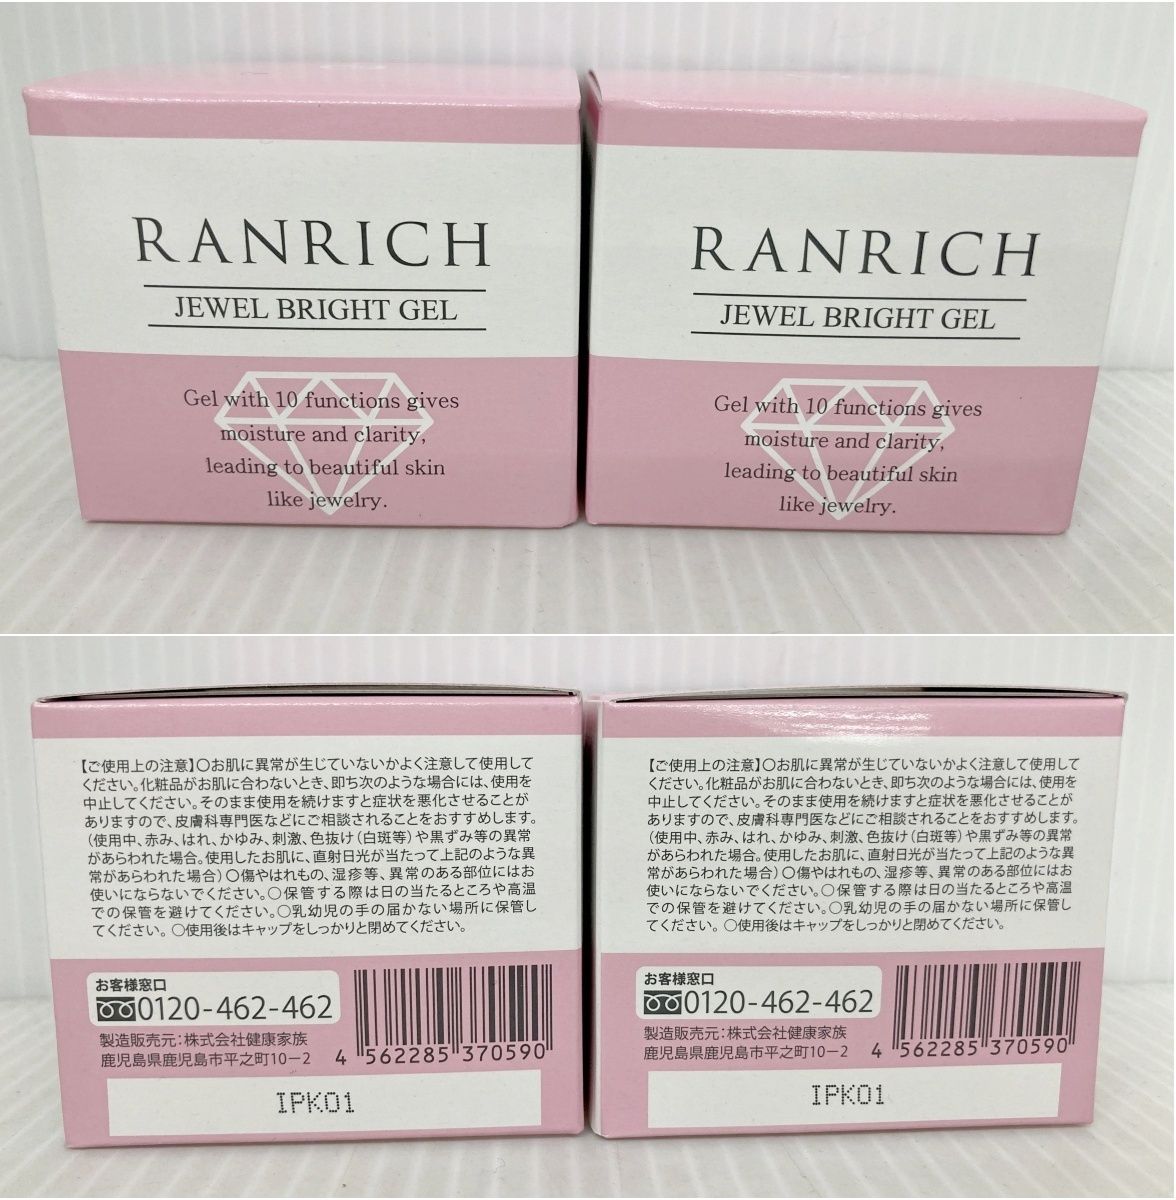 RANRICH
JEWEL BRIGHT GEL
Gel with 10 functions gives
moisture and clarity,
leading to beautiful skin
like jewelry.
RANRICH
JEWEL BRIGHT GEL
Gel with 10 functions gives
moisture and clarity,
leading to beautiful skin
like jewelry.
【ご使用上の注意】○お肌に異常が生じていないかよく注意して使用して
ください。化粧品がお肌に合わないとき、即ち次のような場合には、使用を
中止してください。そのまま使用を続けますと症状を悪化させることが
ありますので、皮膚科専門医などにご相談されることをおすすめします。
(使用中、赤み、はれ、かゆみ、刺激、色抜け(白斑等)や黒ずみ等の異常
があらわれた場合。使用したお肌に、直射日光が当たって上記のような異
常があらわれた場合)○傷やはれもの、湿疹等、異常のある部位にはお
使いにならないでください。○保管する際は日の当たるところや高温
での保管を避けてください。○乳幼児の手の届かない場所に保管し
てください。○使用後はキャップをしっかりと閉めてください。
お客様窓口
0120-462-462
製造販売元:株式会社健康家族
鹿児島県鹿児島市平之町10-2
4 562285 370590
IPK01
【ご使用上の注意】○お肌に異常が生じていないかよく注意して使用して
ください。化粧品がお肌に合わないとき、即ち次のような場合には、使用を
中止してください。そのまま使用を続けますと症状を悪化させることが
ありますので、皮膚科専門医などにご相談されることをおすすめします。
(使用中、赤み、はれ、かゆみ、刺激、色抜け(白斑等)や黒ずみ等の異常
があらわれた場合。使用したお肌に、直射日光が当たって上記のような異
常があらわれた場合)○傷やはれもの、湿疹等、異常のある部位にはお
使いにならないでください。○保管する際は日の当たるところや高温
での保管を避けてください。○乳幼児の手の届かない場所に保管し
てください。○使用後はキャップをしっかりと閉めてください。
お客様窓口
0120-462-462
製造販売元:株式会社健康家族
鹿児島県鹿児島市平之町10-2
4 562285 370590
IPK01